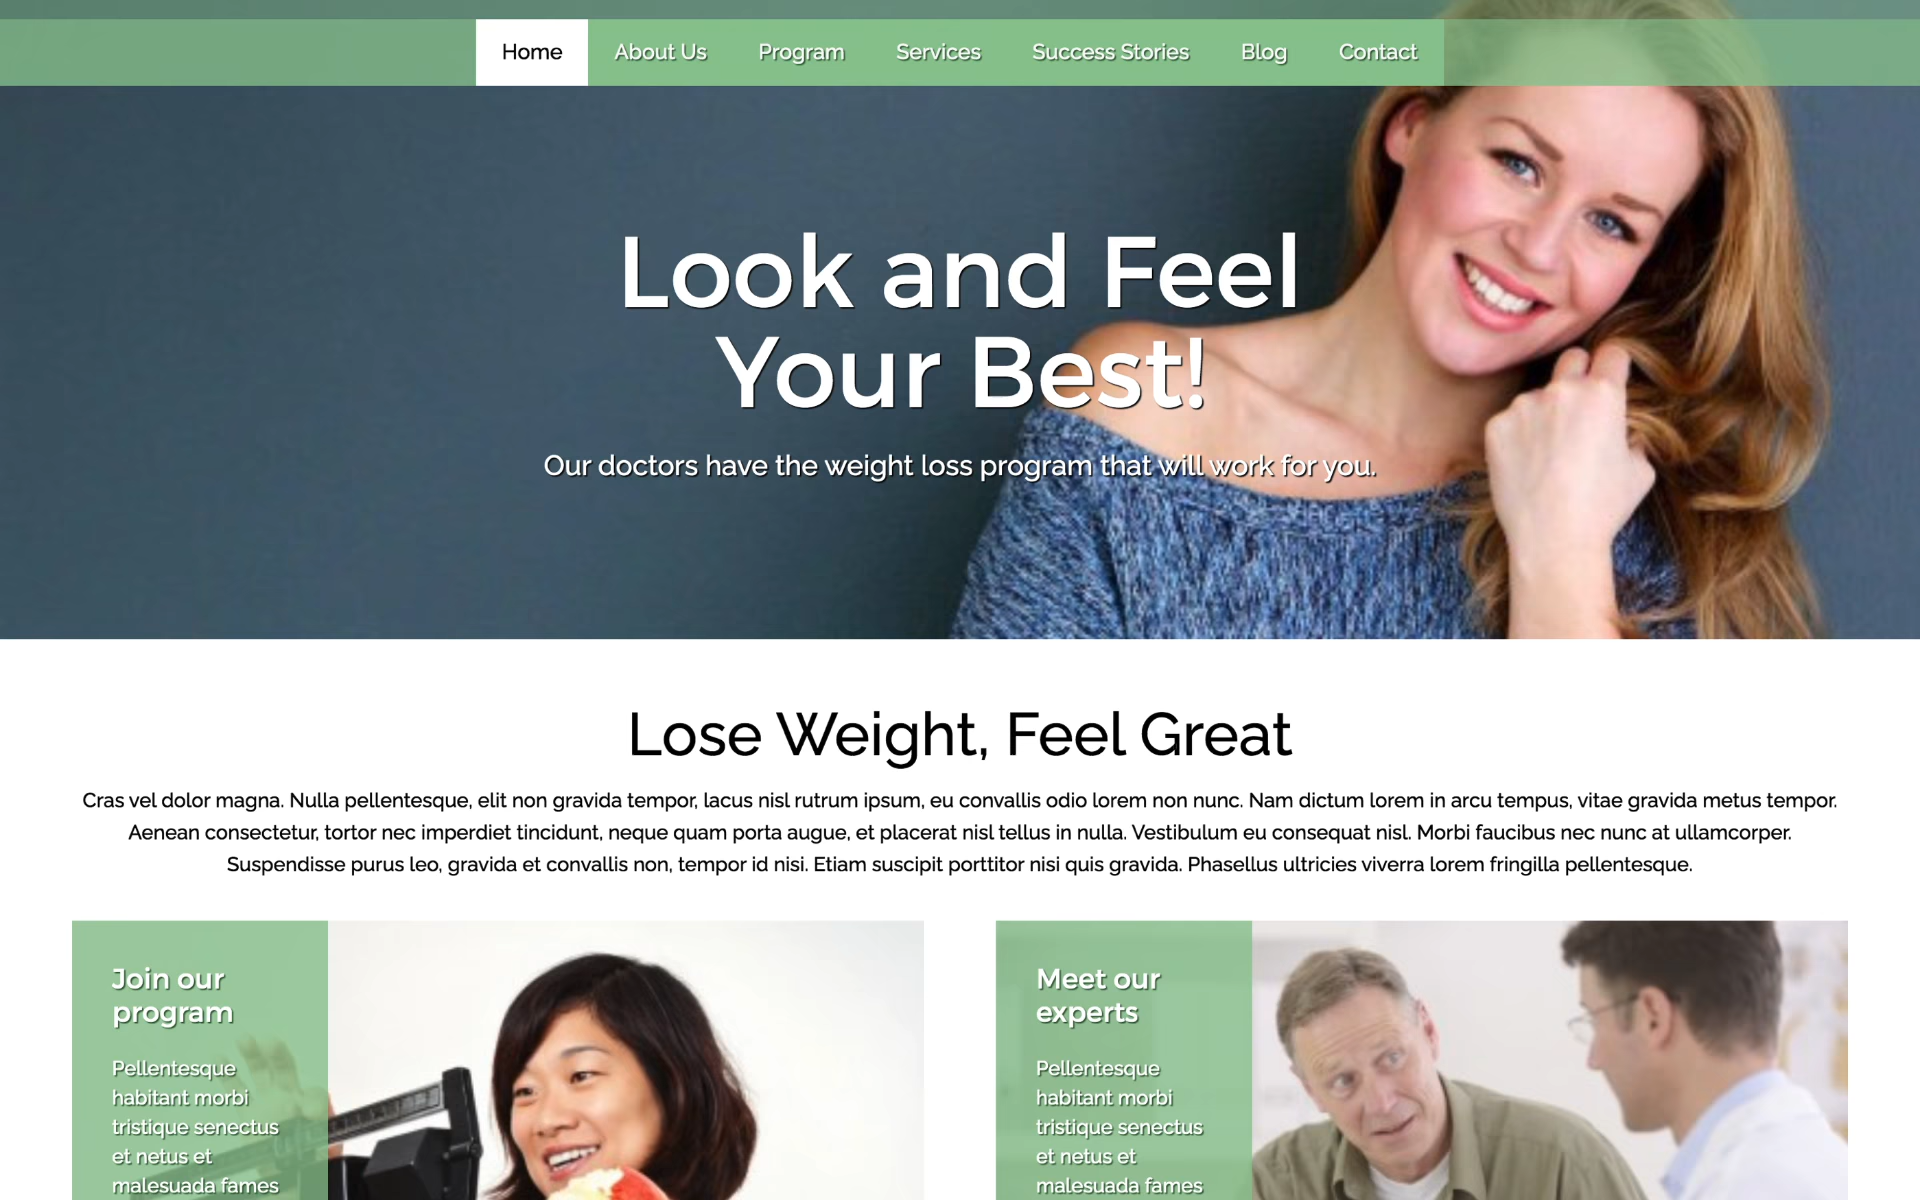 Home About Us Program Services Success Stories Blog Contact
Look and Feel
Your Best!
Our doctors have the weight loss program that will work for you.
Lose Weight, Feel Great
Cras vel dolor magna. Nulla pellentesque, elit non gravida tempor, lacus nisl rutrum ipsum, eu convallis odio lorem non nunc. Nam dictum lorem in arcu tempus, vitae gravida metus tempor.
Aenean consectetur, tortor nec imperdiet tincidunt, neque quam porta augue, et placerat nisl tellus in nulla. Vestibulum eu consequat nisl. Morbi faucibus nec nunc at ullamcorper.
Suspendisse purus leo, gravida et convallis non, tempor id nisi. Etiam suscipit porttitor nisi quis gravida. Phasellus ultricies viverra lorem fringilla pellentesque.
Join our
program
Pellentesque
habitant morbi
tristique senectus
et netus et
malesuada fames
Meet our
experts
Pellentesque
habitant morbi
tristique senectus
et netus et
malesuada fames